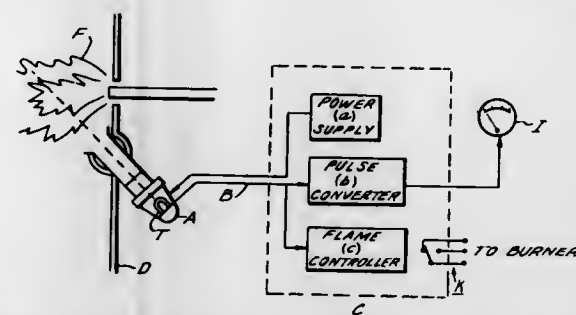 F
POWER
(a)
SUPPLY
I
PULSE
(b)
CONVERTER
A
B
T
FLAME
(c)
CONTROLLER
TO BURNER
D
K
C